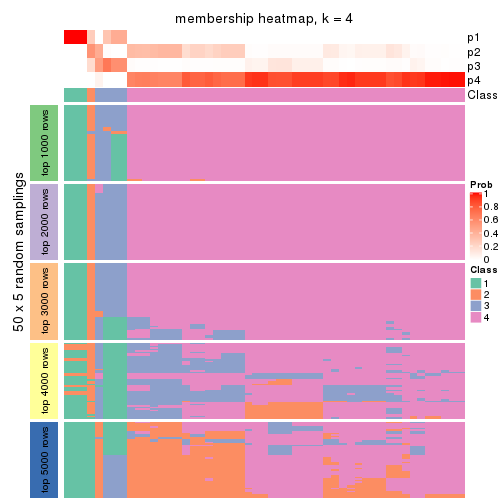 membership heatmap, k = 4
p1
p2
p3
p4
Class
50 x 5 random samplings
top 1000 rows
top 2000 rows
top 3000 rows
top 4000 rows
top 5000 rows
Prob
1
0.8
0.6
0.4
0.2
0
Class
1
2
3
4